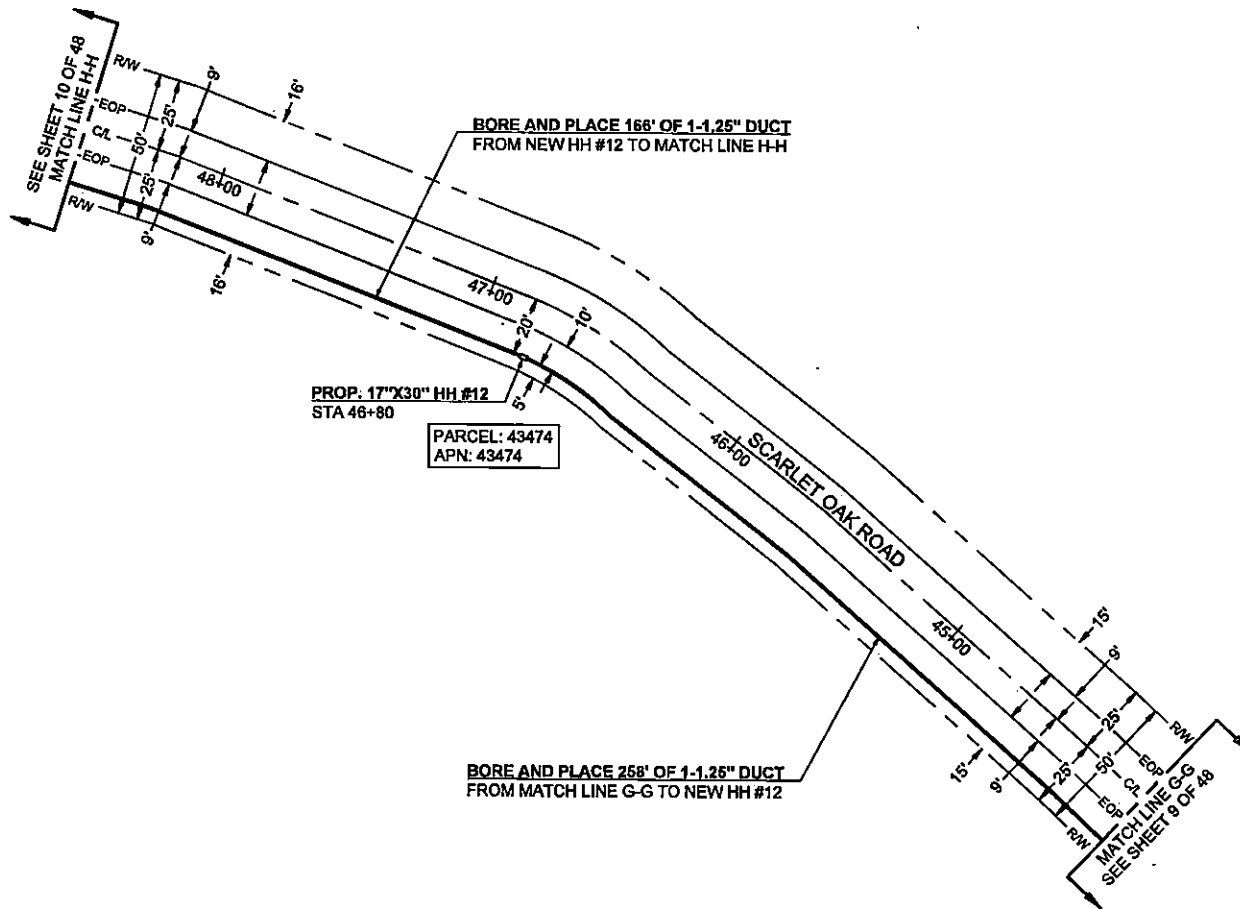 SEE SHEET 10 OF 48
MATCH LINE H-H
R/W
EOP
C/L
EOP
R/W
50'
25'
25'
9'
9'
16'
16'
48+00
BORE AND PLACE 166' OF 1-1.25" DUCT
FROM NEW HH #12 TO MATCH LINE H-H
47+00
20'
10'
5'
PROP: 17"X30" HH #12
STA 46+80
PARCEL: 43474
APN: 43474
46+00
SCARLET OAK ROAD
45+00
15'
9'
25'
50'
25'
9'
15'
R/W
EOP
C/L
EOP
R/W
BORE AND PLACE 258' OF 1-1.25" DUCT
FROM MATCH LINE G-G TO NEW HH #12
MATCH LINE G-G
SEE SHEET 9 OF 48